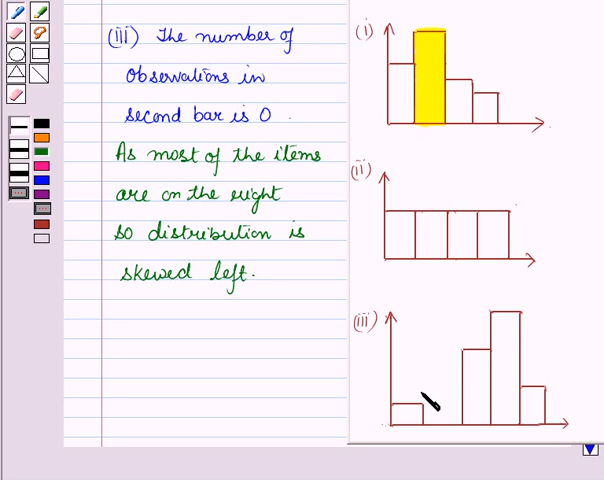 (iii) The number of
observations in
second bar is 0.
As most of the items
are on the right
so distribution is
skewed left.
(i)
(ii)
(iii)